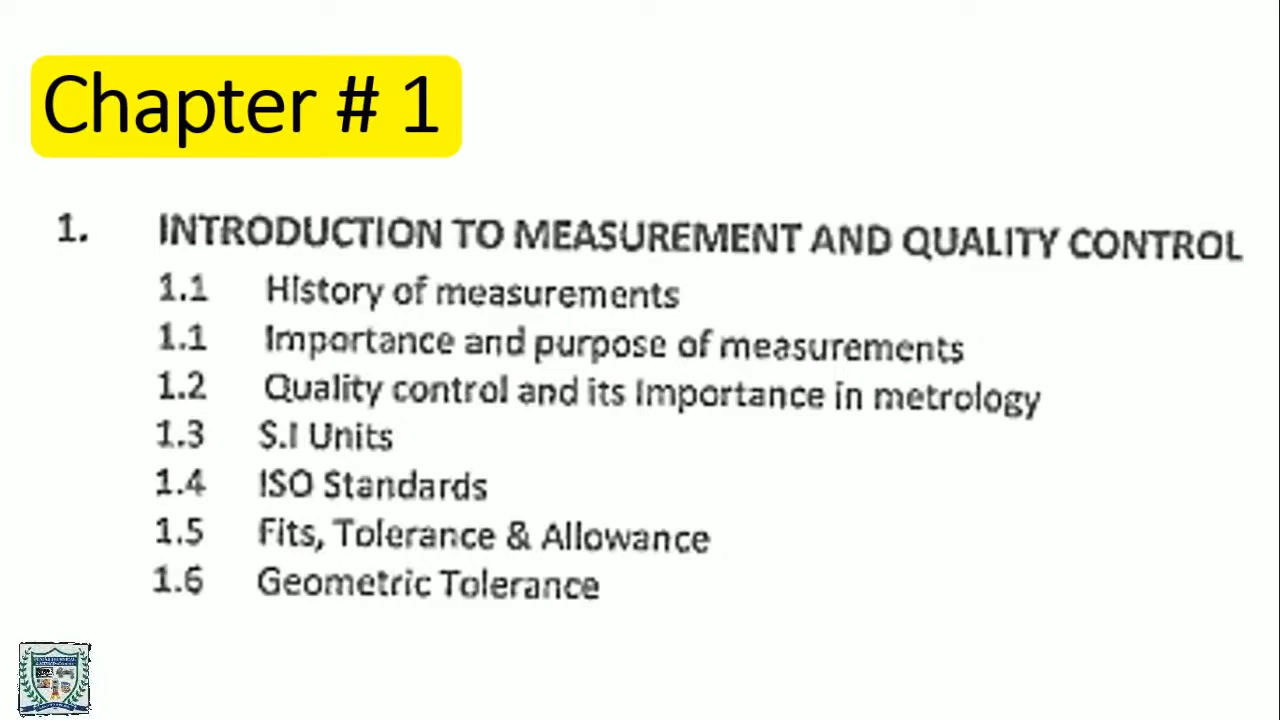 Chapter # 1
1. INTRODUCTION TO MEASUREMENT AND QUALITY CONTROL
1.1 History of measurements
1.1 Importance and purpose of measurements
1.2 Quality control and its Importance in metrology
1.3 S.I Units
1.4 ISO Standards
1.5 Fits, Tolerance & Allowance
1.6 Geometric Tolerance